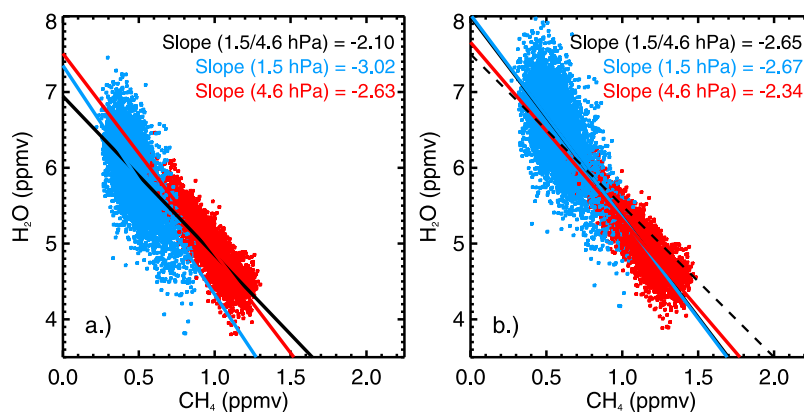 Slope (1.5/4.6 hPa) = -2.10
Slope (1.5 hPa) = -3.02
Slope (4.6 hPa) = -2.63
8
7
6
5
4
H₂O (ppmv)
a.)
0.0 0.5 1.0 1.5 2.0
CH₄ (ppmv)
Slope (1.5/4.6 hPa) = -2.65
Slope (1.5 hPa) = -2.67
Slope (4.6 hPa) = -2.34
8
7
6
5
4
H₂O (ppmv)
b.)
0.0 0.5 1.0 1.5 2.0
CH₄ (ppmv)